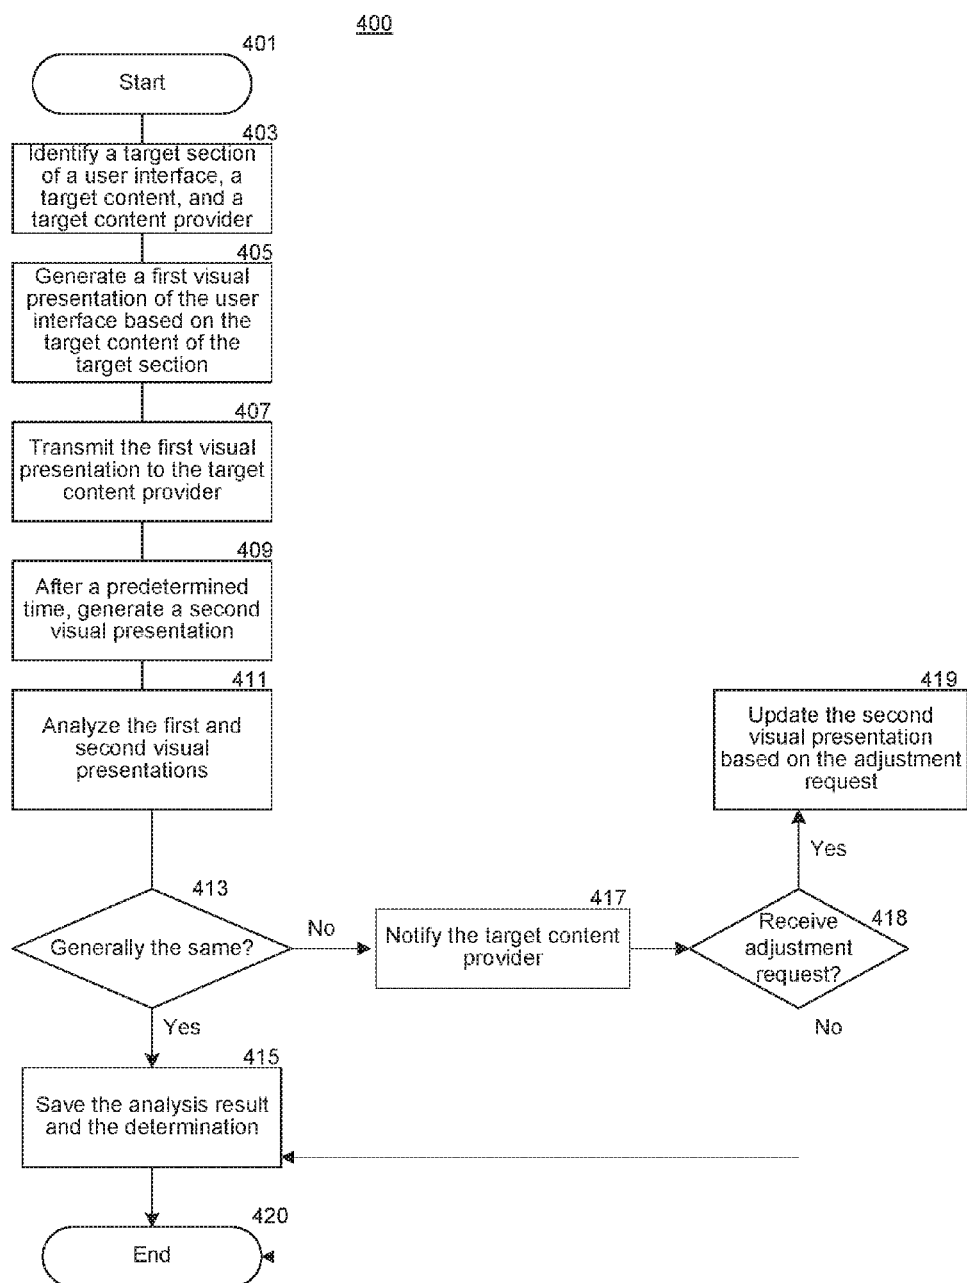 400
401
Start
403
Identify a target section
of a user interface, a
target content, and a
target content provider
405
Generate a first visual
presentation of the user
interface based on the
target content of the
target section
407
Transmit the first visual
presentation to the target
content provider
409
After a predetermined
time, generate a second
visual presentation
411
Analyze the first and
second visual
presentations
419
Update the second
visual presentation
based on the adjustment
request
Yes
413
Generally the same?
No
417
Notify the target content
provider
418
Receive
adjustment
request?
No
Yes
415
Save the analysis result
and the determination
420
End